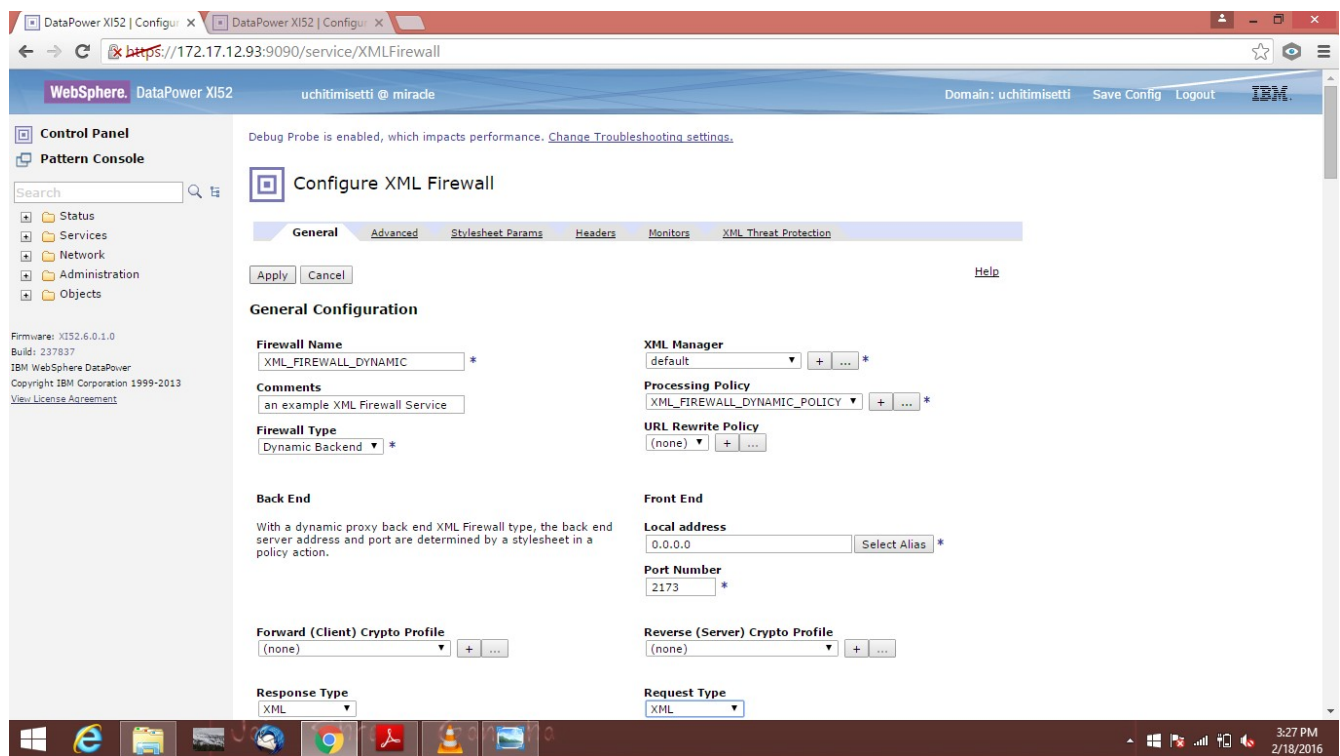 DataPower XI52 | Configur
DataPower XI52 | Configur
https://172.17.12.93:9090/service/XMLFirewall
WebSphere. DataPower XI52
uchitimisetti @ miracle
Domain: uchitimisetti
Save Config
Logout
IBM.
Control Panel
Pattern Console
Search
Status
Services
Network
Administration
Objects
Firmware: XI52.6.0.1.0
Build: 237837
IBM WebSphere DataPower
Copyright IBM Corporation 1999-2013
View License Agreement
Debug Probe is enabled, which impacts performance. Change Troubleshooting settings.
Configure XML Firewall
General Advanced Stylesheet Params Headers Monitors XML Threat Protection
Apply Cancel
Help
General Configuration
Firewall Name
XML_FIREWALL_DYNAMIC *
Comments
an example XML Firewall Service
Firewall Type
Dynamic Backend *
XML Manager
default + ... *
Processing Policy
XML_FIREWALL_DYNAMIC_POLICY + ... *
URL Rewrite Policy
(none) + ...
Back End
With a dynamic proxy back end XML Firewall type, the back end
server address and port are determined by a stylesheet in a
policy action.
Front End
Local address
0.0.0.0 Select Alias *
Port Number
2173 *
Forward (Client) Crypto Profile
(none) + ...
Reverse (Server) Crypto Profile
(none) + ...
Response Type
XML
Request Type
XML
3:27 PM
2/18/2016